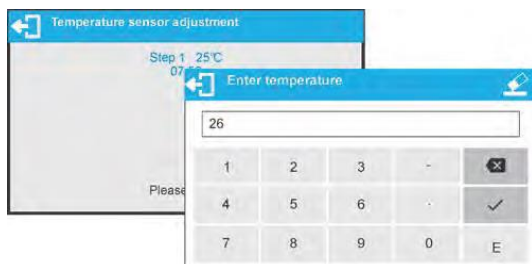 Temperature sensor adjustment
Step 1 25°C
Please
Enter temperature
26
1 2 3 -
4 5 6 .
7 8 9 0 E